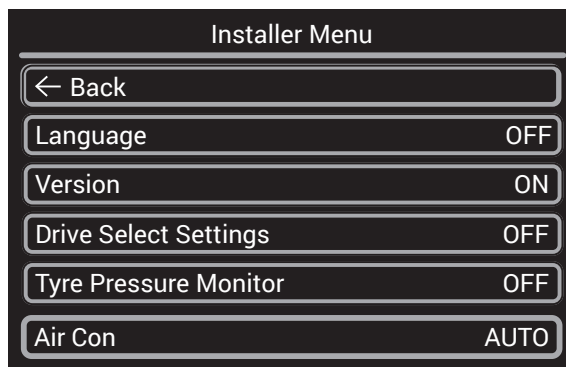 Installer Menu
← Back
Language OFF
Version ON
Drive Select Settings OFF
Tyre Pressure Monitor OFF
Air Con AUTO